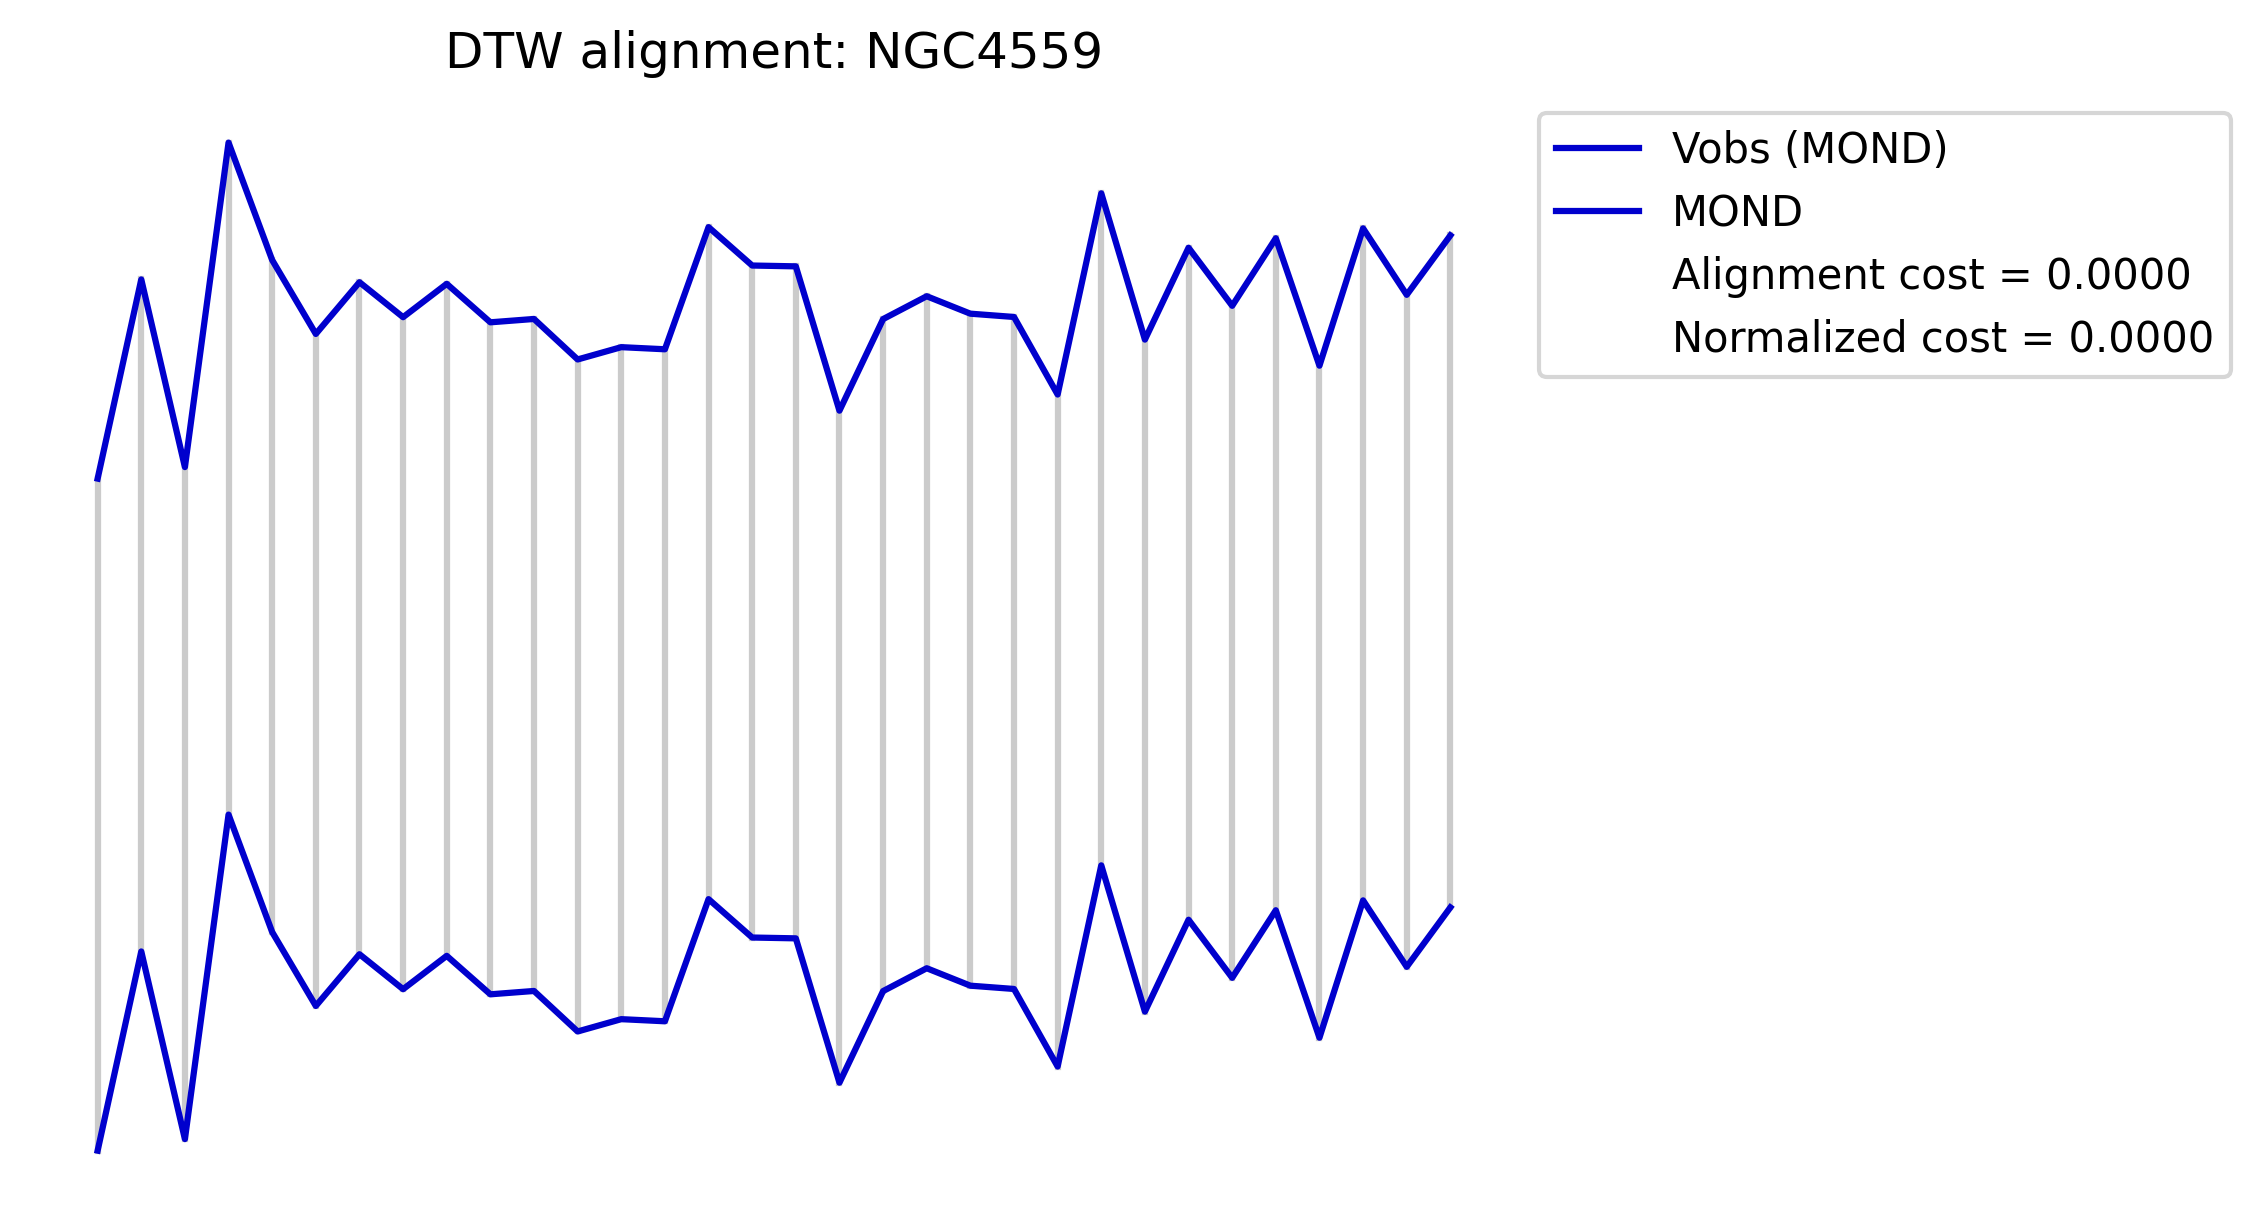 DTW alignment: NGC4559
Vobs (MOND)
MOND
Alignment cost = 0.0000
Normalized cost = 0.0000